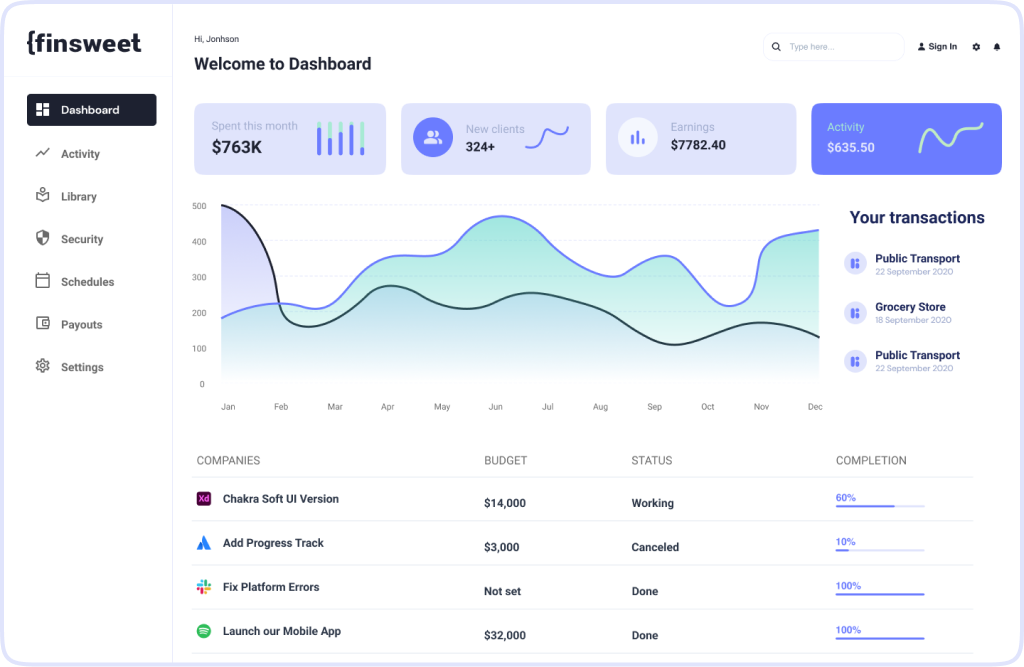 {finsweet
Dashboard
Activity
Library
Security
Schedules
Payouts
Settings
Hi, Jonhson
Welcome to Dashboard
Type here...
Sign In
Spent this month
$763K
New clients
324+
Earnings
$7782.40
Activity
$635.50
500
400
300
200
100
0
Jan Feb Mar Apr May Jun Jul Aug Sep Oct Nov Dec
Your transactions
Public Transport
22 September 2020
Grocery Store
18 September 2020
Public Transport
22 September 2020
COMPANIES BUDGET STATUS COMPLETION
Xd Chakra Soft UI Version $14,000 Working 60%
Add Progress Track $3,000 Canceled 10%
Fix Platform Errors Not set Done 100%
Launch our Mobile App $32,000 Done 100%